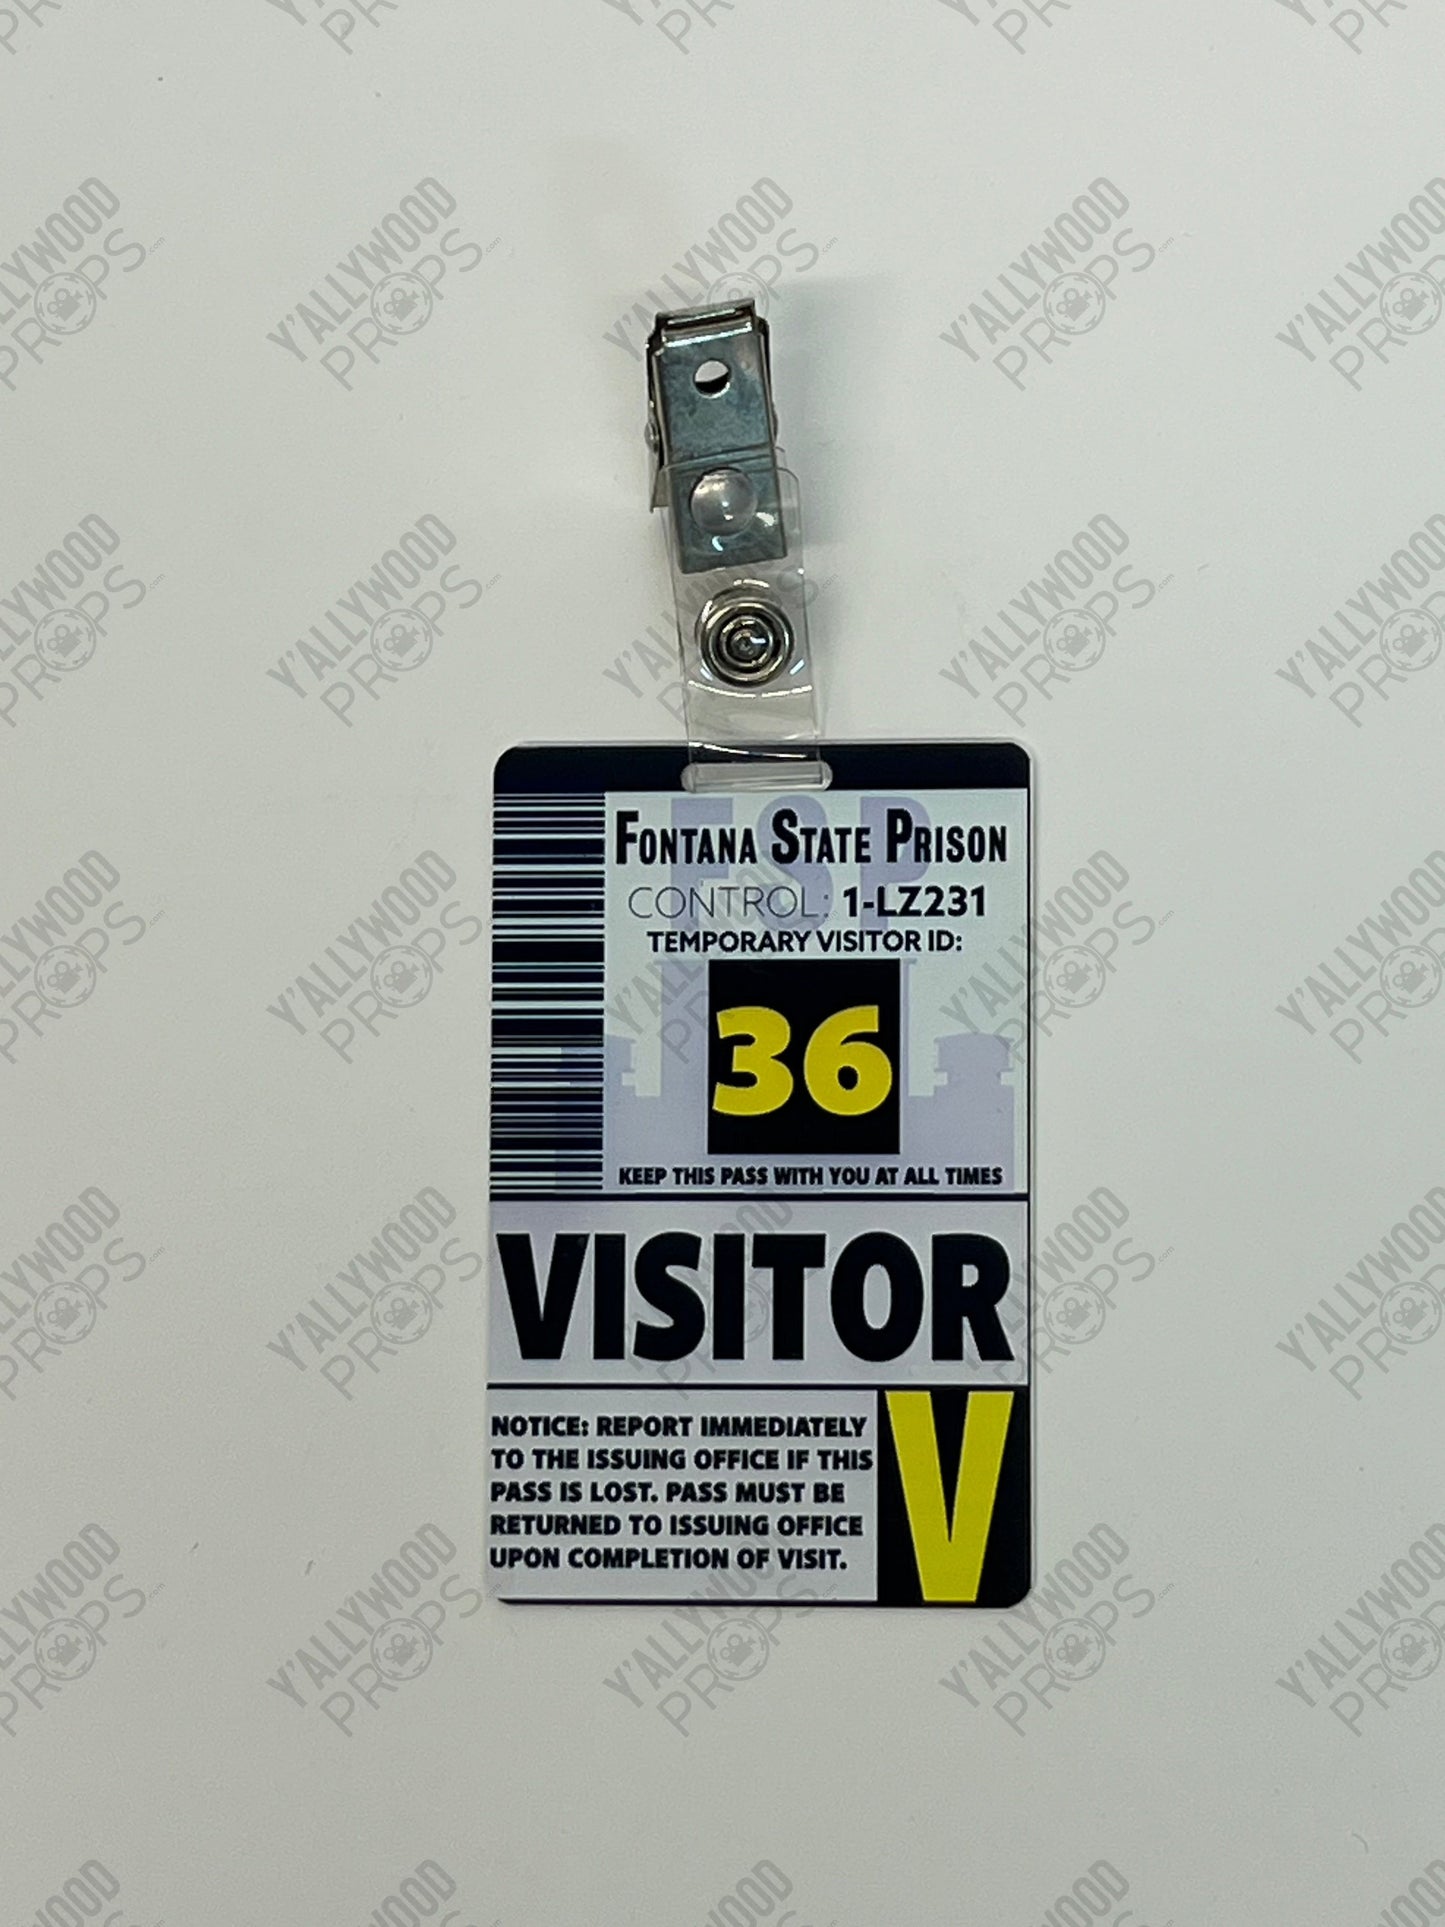 FSP
FONTANA STATE PRISON
CONTROL: 1-LZ231
TEMPORARY VISITOR ID:
36
KEEP THIS PASS WITH YOU AT ALL TIMES
VISITOR
NOTICE: REPORT IMMEDIATELY
TO THE ISSUING OFFICE IF THIS
PASS IS LOST. PASS MUST BE
RETURNED TO ISSUING OFFICE
UPON COMPLETION OF VISIT.
V
Y'ALLYWOOD
PROPS.com